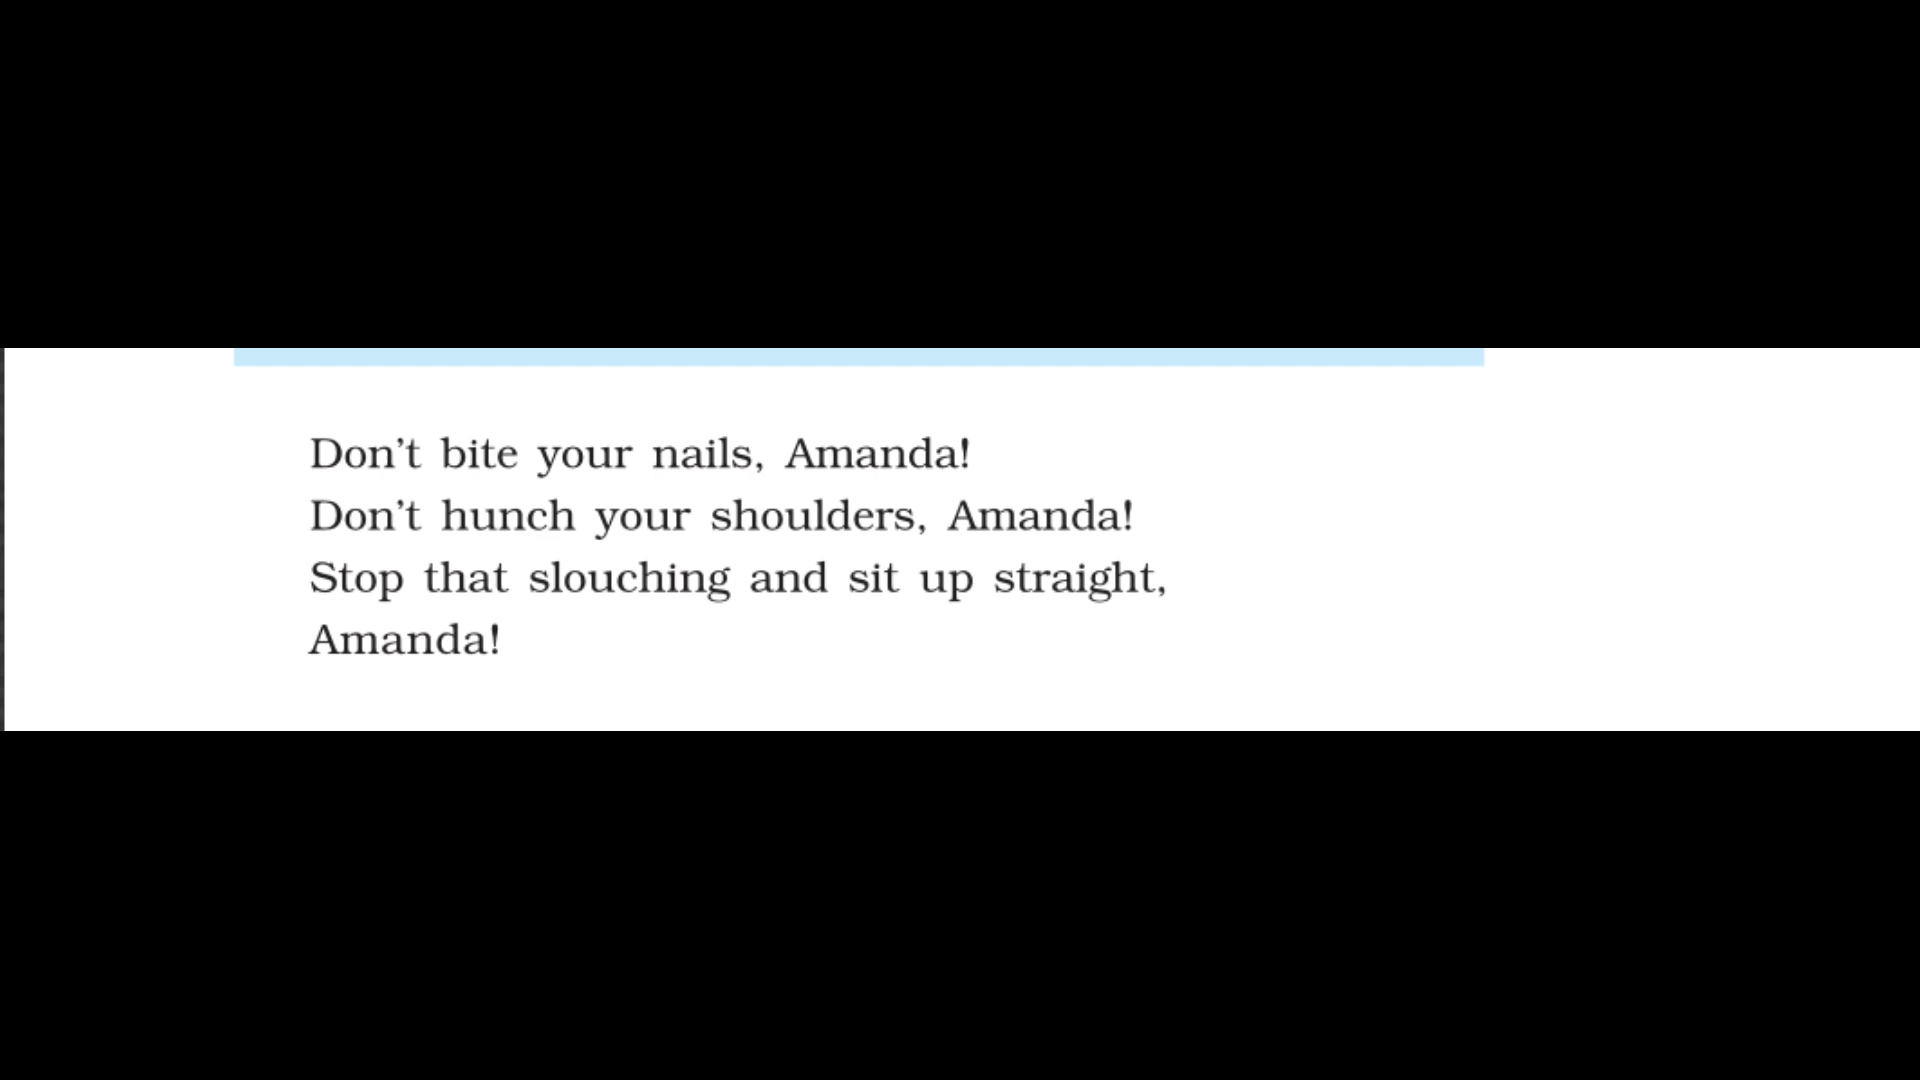 Don’t bite your nails, Amanda!
Don’t hunch your shoulders, Amanda!
Stop that slouching and sit up straight,
Amanda!